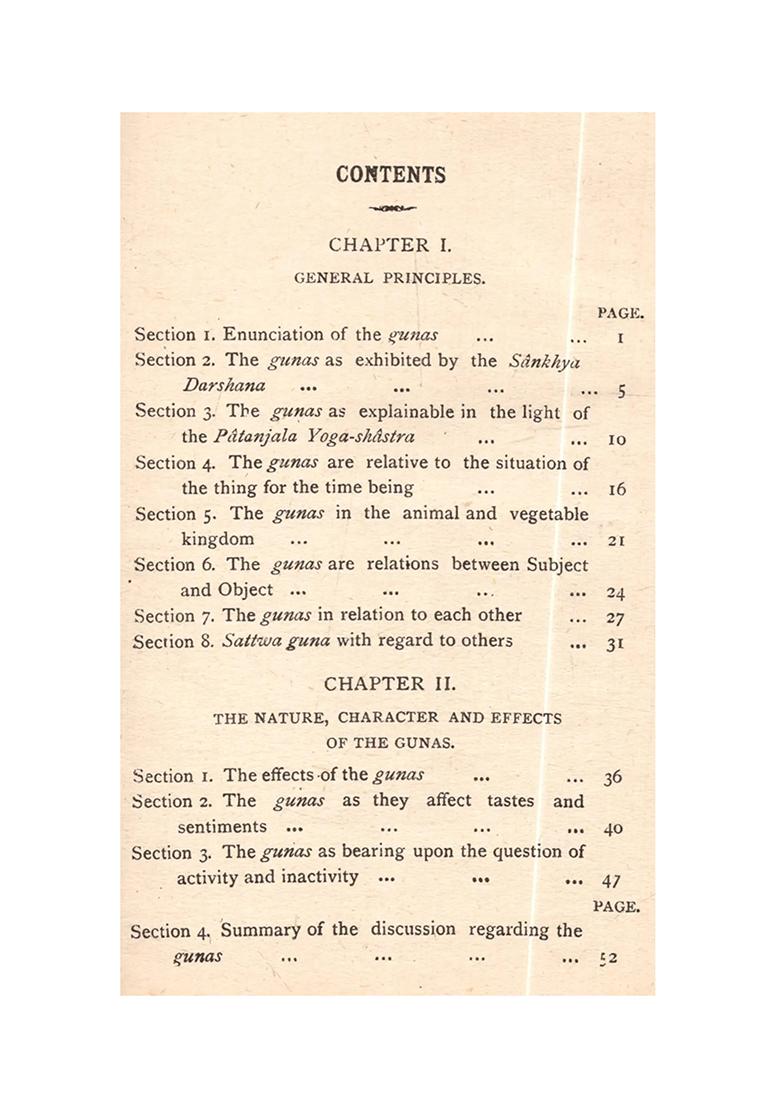 CONTENTS
CHAPTER I.
GENERAL PRINCIPLES.
PAGE.
Section 1. Enunciation of the gunas ... ... 1
Section 2. The gunas as exhibited by the Sânkhya
Darshana ... ... ... ... 5
Section 3. The gunas as explainable in the light of
the Pâtanjala Yoga-shâstra ... ... 10
Section 4. The gunas are relative to the situation of
the thing for the time being ... ... 16
Section 5. The gunas in the animal and vegetable
kingdom ... ... ... ... 21
Section 6. The gunas are relations between Subject
and Object ... ... ... ... 24
Section 7. The gunas in relation to each other ... 27
Section 8. Sattwa guna with regard to others ... 31
CHAPTER II.
THE NATURE, CHARACTER AND EFFECTS
OF THE GUNAS.
Section 1. The effects of the gunas ... ... 36
Section 2. The gunas as they affect tastes and
sentiments ... ... ... ... 40
Section 3. The gunas as bearing upon the question of
activity and inactivity ... ... ... 47
PAGE.
Section 4. Summary of the discussion regarding the
gunas ... ... ... ... 52